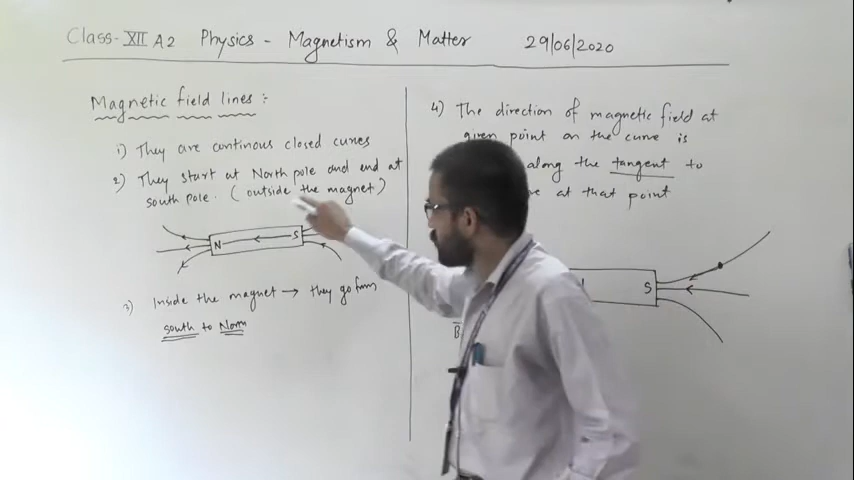 Class-XII A2 Physics - Magnetism & Matter 29/06/2020
Magnetic field lines :
1) They are continous closed curves
2) They start at North pole and end at
south pole. (outside the magnet)
N S
3) Inside the magnet → they go from
south to North
4) The direction of magnetic field at
given point on the curve is
along the tangent to
at that point
S
B